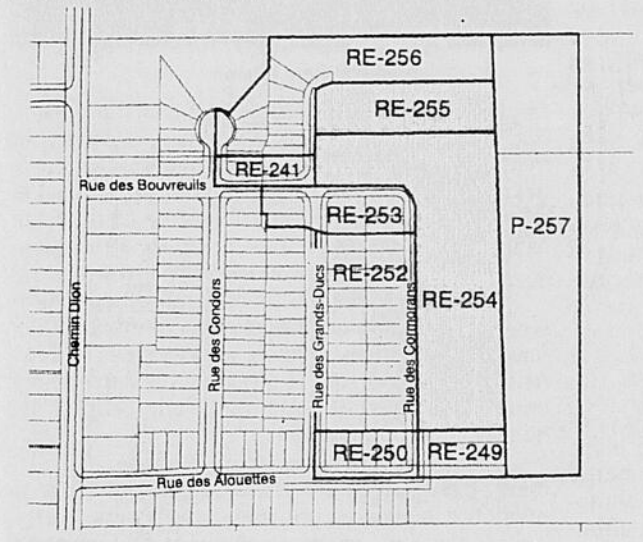 RE-256
RE-255
RE-241
Rue des Bouvreuils
RE-253
P-257
RE-252
RE-254
Chemin Dion
Rue des Condors
Rue des Grands-Ducs
Rue des Cormorans
RE-250
RE-249
Rue des Alouettes